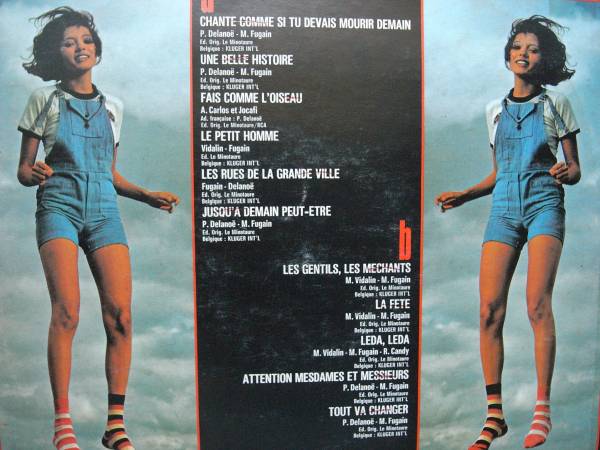 a
CHANTE COMME SI TU DEVAIS MOURIR DEMAIN
P. Delanoë - M. Fugain
Ed. Orig. Le Minotaure
Belgique : KLUGER INT'L
UNE BELLE HISTOIRE
P. Delanoë - M. Fugain
Ed. Orig. Le Minotaure
Belgique : KLUGER INT'L
FAIS COMME L'OISEAU
A. Carlos et Jocafi
Ad. française : P. Delanoë
Ed. Orig. Le Minotaure/RCA
LE PETIT HOMME
Vidalin - Fugain
Ed. Le Minotaure
Belgique : KLUGER INT'L
LES RUES DE LA GRANDE VILLE
Fugain - Delanoë
Ed. Orig. Le Minotaure
Belgique : KLUGER INT'L
JUSQU'A DEMAIN PEUT-ETRE
P. Delanoë - M. Fugain
Ed. Orig. Le Minotaure
Belgique : KLUGER INT'L
b
LES GENTILS, LES MECHANTS
M. Vidalin - M. Fugain
Ed. Orig. Le Minotaure
Belgique : KLUGER INT'L
LA FETE
M. Vidalin - M. Fugain
Ed. Orig. Le Minotaure
Belgique : KLUGER INT'L
LEDA, LEDA
M. Vidalin - M. Fugain - R. Candy
Ed. Orig. Le Minotaure
Belgique : KLUGER INT'L
ATTENTION MESDAMES ET MESSIEURS
P. Delanoë - M. Fugain
Ed. Orig. Le Minotaure
Belgique : KLUGER INT'L
TOUT VA CHANGER
P. Delanoë - M. Fugain
Ed. Orig. Le Minotaure
Belgique : KLUGER INT'L